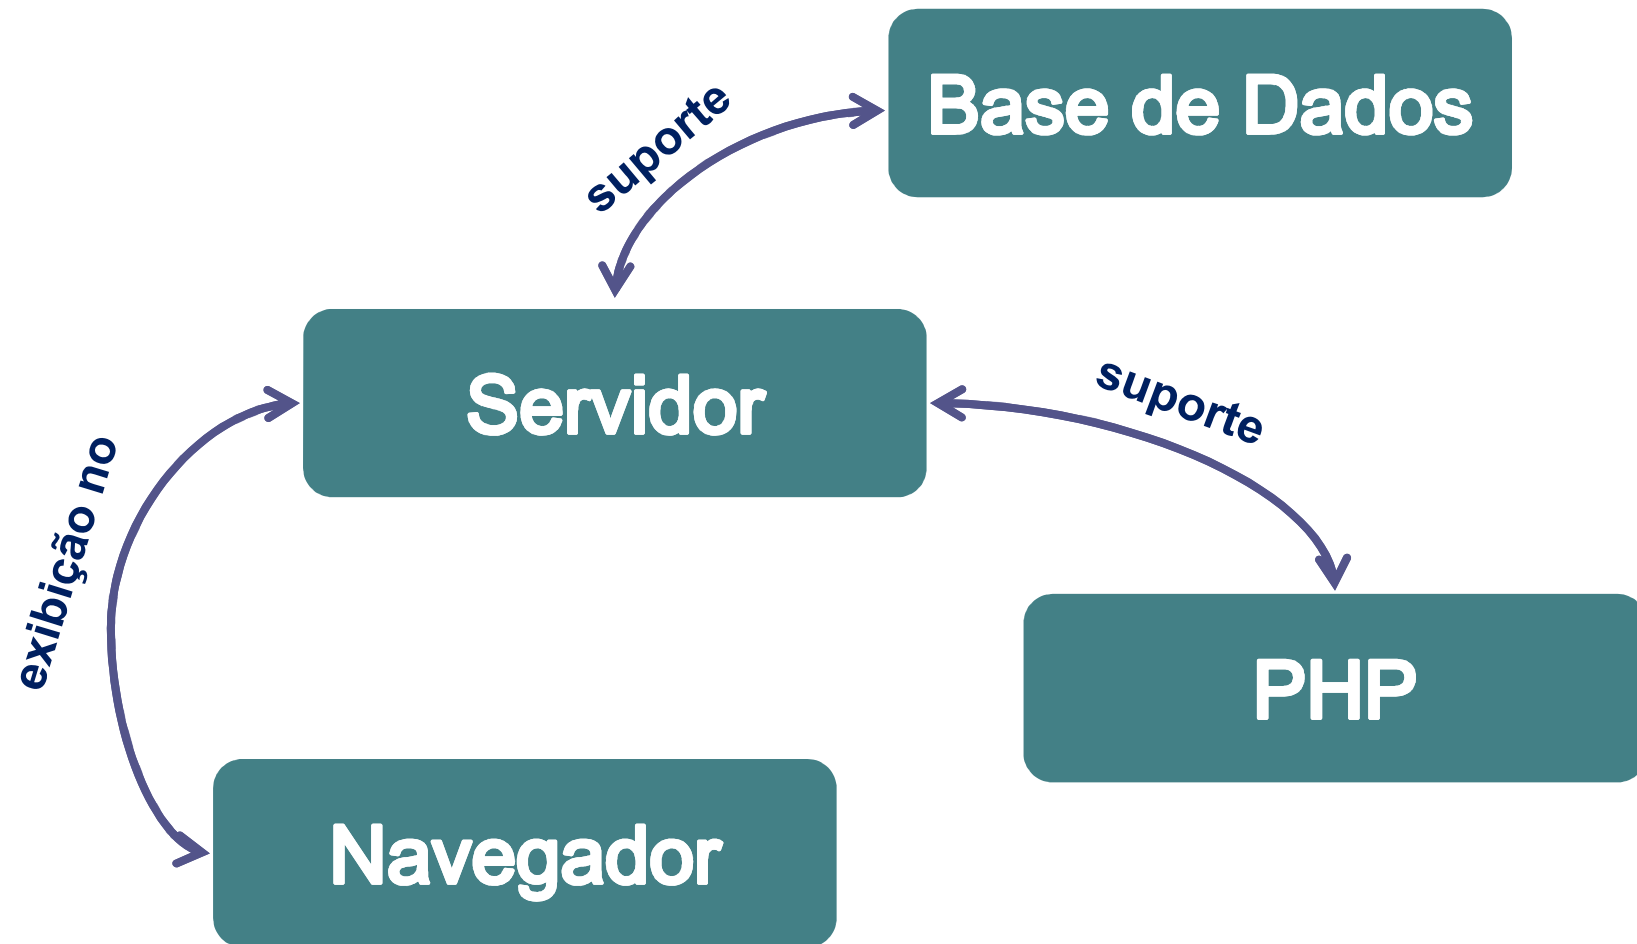 Base de Dados
suporte
Servidor
suporte
exibição no
PHP
Navegador